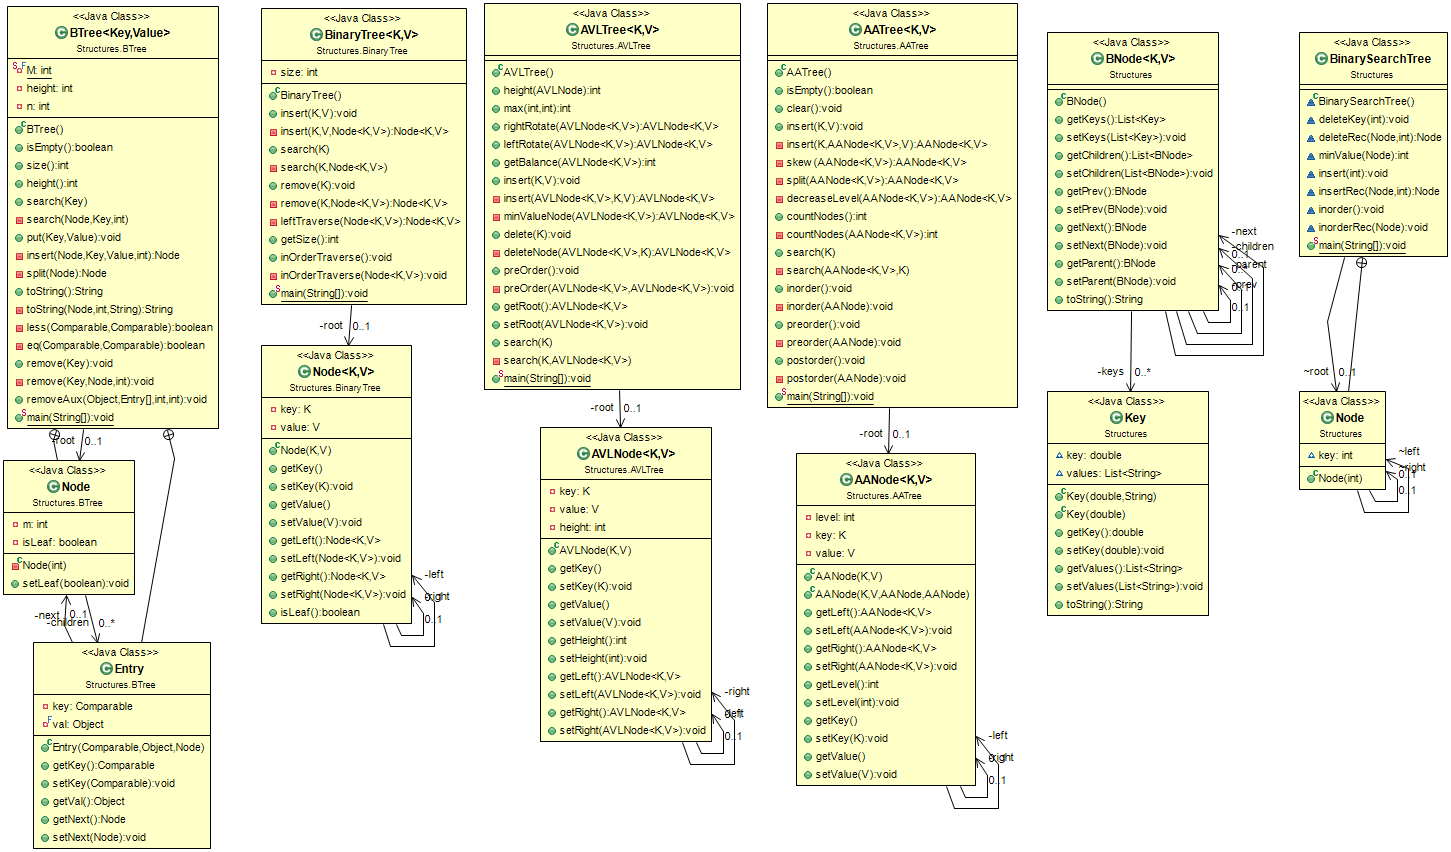 <<Java Class>>
BTree<Key,Value>
Structures.BTree
M: int
height: int
n: int
BTree()
isEmpty():boolean
size():int
height():int
search(Key)
search(Node,Key,int)
put(Key,Value):void
insert(Node,Key,Value,int):Node
split(Node):Node
toString():String
toString(Node,int,String):String
less(Comparable,Comparable):boolean
eq(Comparable,Comparable):boolean
remove(Key):void
remove(Key,Node,int):void
removeAux(Object,Entry[],int,int):void
main(String[]):void
-root
0..1
<<Java Class>>
Node
Structures.BTree
m: int
isLeaf: boolean
Node(int)
setLeaf(boolean):void
-next
0..1
-children
0..*
<<Java Class>>
Entry
Structures.BTree
key: Comparable
val: Object
Entry(Comparable,Object,Node)
getKey():Comparable
setKey(Comparable):void
getVal():Object
getNext():Node
setNext(Node):void
<<Java Class>>
BinaryTree<K,V>
Structures.BinaryTree
size: int
BinaryTree()
insert(K,V):void
insert(K,V,Node<K,V>):Node<K,V>
search(K)
search(K,Node<K,V>)
remove(K):void
remove(K,Node<K,V>):Node<K,V>
leftTraverse(Node<K,V>):Node<K,V>
getSize():int
inOrderTraverse():void
inOrderTraverse(Node<K,V>):void
main(String[]):void
-root
0..1
<<Java Class>>
Node<K,V>
Structures.BinaryTree
key: K
value: V
Node(K,V)
getKey()
setKey(K):void
getValue()
setValue(V):void
getLeft():Node<K,V>
setLeft(Node<K,V>):void
getRight():Node<K,V>
setRight(Node<K,V>):void
isLeaf():boolean
-left
-right
0..1
<<Java Class>>
AVLTree<K,V>
Structures.AVLTree
AVLTree()
height(AVLNode):int
max(int,int):int
rightRotate(AVLNode<K,V>):AVLNode<K,V>
leftRotate(AVLNode<K,V>):AVLNode<K,V>
getBalance(AVLNode<K,V>):int
insert(K,V):void
insert(AVLNode<K,V>,K,V):AVLNode<K,V>
minValueNode(AVLNode<K,V>):AVLNode<K,V>
delete(K):void
deleteNode(AVLNode<K,V>,K):AVLNode<K,V>
preOrder():void
preOrder(AVLNode<K,V>,AVLNode<K,V>):void
getRoot():AVLNode<K,V>
setRoot(AVLNode<K,V>):void
search(K)
search(K,AVLNode<K,V>)
main(String[]):void
-root
0..1
<<Java Class>>
AVLNode<K,V>
Structures.AVLTree
key: K
value: V
height: int
AVLNode(K,V)
getKey()
setKey(K):void
getValue()
setValue(V):void
getHeight():int
setHeight(int):void
getLeft():AVLNode<K,V>
setLeft(AVLNode<K,V>):void
getRight():AVLNode<K,V>
setRight(AVLNode<K,V>):void
-right
-left
0..1
<<Java Class>>
AATree<K,V>
Structures.AATree
AATree()
isEmpty():boolean
clear():void
insert(K,V):void
insert(K,AANode<K,V>,V):AANode<K,V>
skew(AANode<K,V>):AANode<K,V>
split(AANode<K,V>):AANode<K,V>
decreaseLevel(AANode<K,V>):AANode<K,V>
countNodes():int
countNodes(AANode<K,V>):int
search(K)
search(AANode<K,V>,K)
inorder():void
inorder(AANode):void
preorder():void
preorder(AANode):void
postorder():void
postorder(AANode):void
main(String[]):void
-root
0..1
<<Java Class>>
AANode<K,V>
Structures.AATree
level: int
key: K
value: V
AANode(K,V)
AANode(K,V,AANode,AANode)
getLeft():AANode<K,V>
setLeft(AANode<K,V>):void
getRight():AANode<K,V>
setRight(AANode<K,V>):void
getLevel():int
setLevel(int):void
getKey()
setKey(K):void
getValue()
setValue(V):void
-left
-right
0..1
<<Java Class>>
BNode<K,V>
Structures
BNode()
getKeys():List<Key>
setKeys(List<Key>):void
getChildren():List<BNode>
setChildren(List<BNode>):void
getPrev():BNode
setPrev(BNode):void
getNext():BNode
setNext(BNode):void
getParent():BNode
setParent(BNode):void
toString():String
-next
-children
0..1
-parent
-prev
0..1
0..1
-keys
0..*
<<Java Class>>
Key
Structures
key: double
values: List<String>
Key(double,String)
Key(double)
getKey():double
setKey(double):void
getValues():List<String>
setValues(List<String>):void
toString():String
<<Java Class>>
BinarySearchTree
Structures
BinarySearchTree()
deleteKey(int):void
deleteRec(Node,int):Node
minValue(Node):int
insert(int):void
insertRec(Node,int):Node
inorder():void
inorderRec(Node):void
main(String[]):void
~root
0..1
<<Java Class>>
Node
Structures
key: int
Node(int)
~left
~right
0..1
0..1